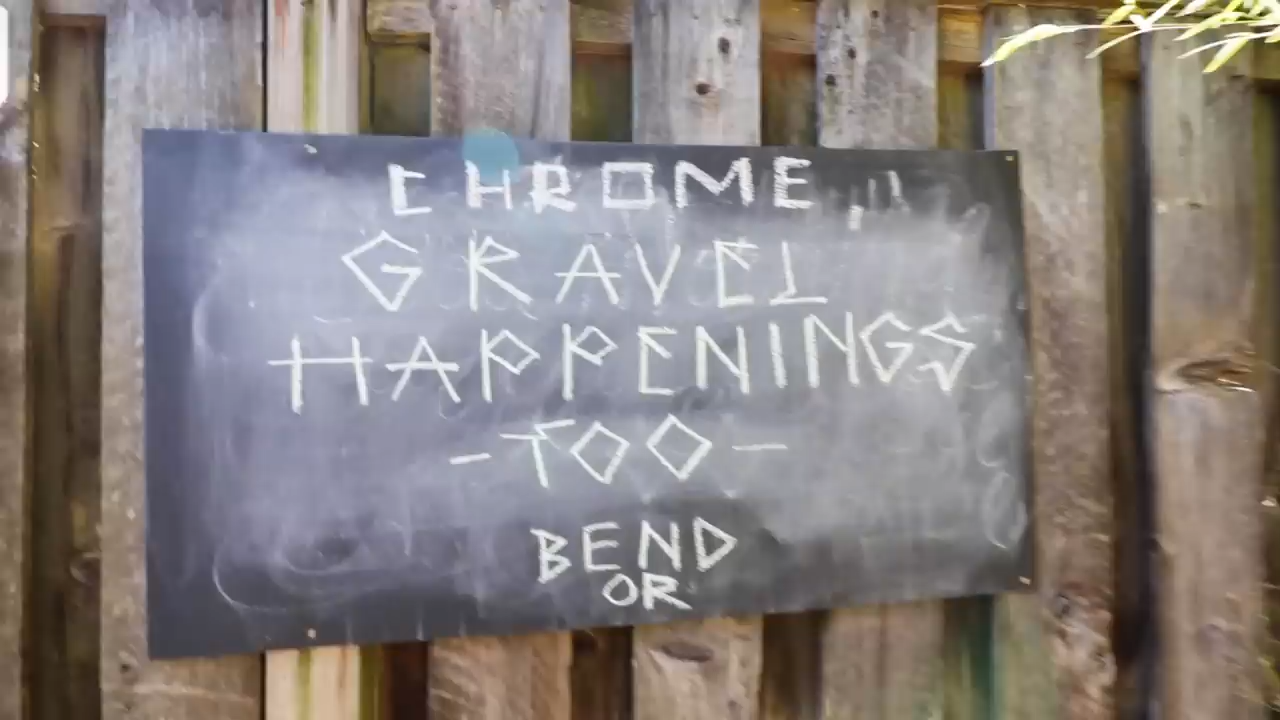 CHROME,
GRAVEL
HAPPENINGS
-TOO-
BEND
OR